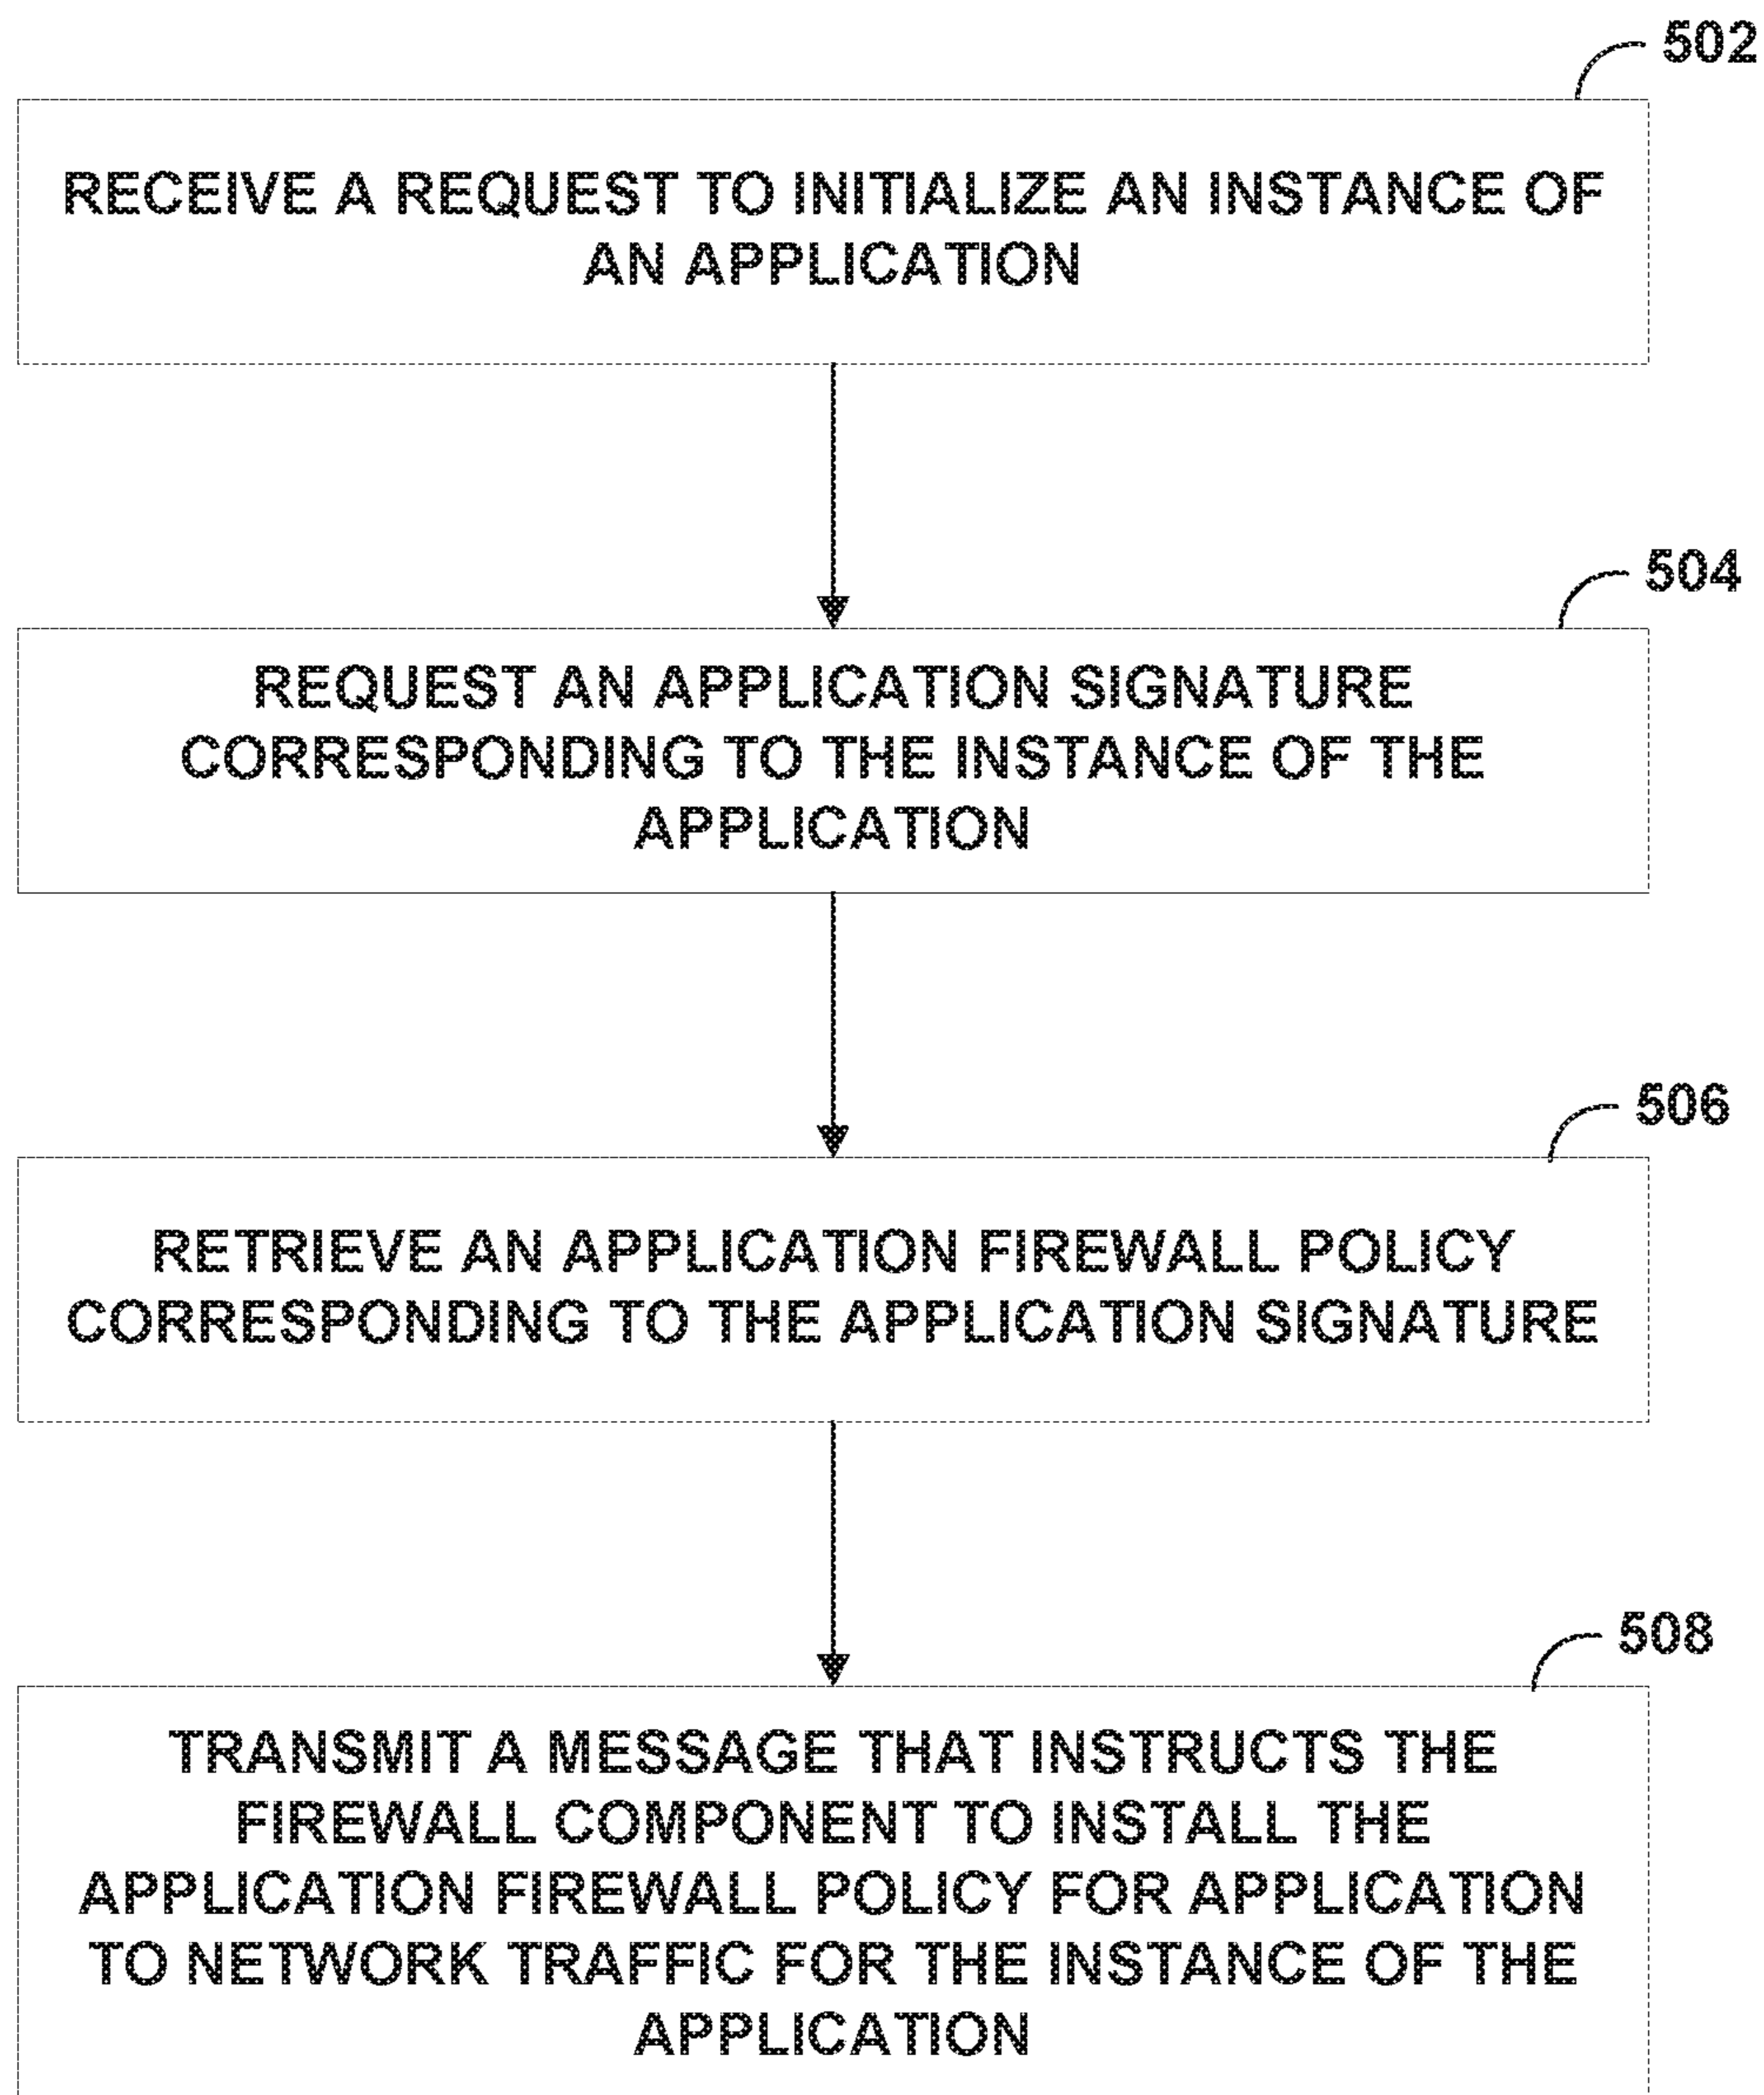 502
RECEIVE A REQUEST TO INITIALIZE AN INSTANCE OF
AN APPLICATION
504
REQUEST AN APPLICATION SIGNATURE
CORRESPONDING TO THE INSTANCE OF THE
APPLICATION
506
RETRIEVE AN APPLICATION FIREWALL POLICY
CORRESPONDING TO THE APPLICATION SIGNATURE
508
TRANSMIT A MESSAGE THAT INSTRUCTS THE
FIREWALL COMPONENT TO INSTALL THE
APPLICATION FIREWALL POLICY FOR APPLICATION
TO NETWORK TRAFFIC FOR THE INSTANCE OF THE
APPLICATION